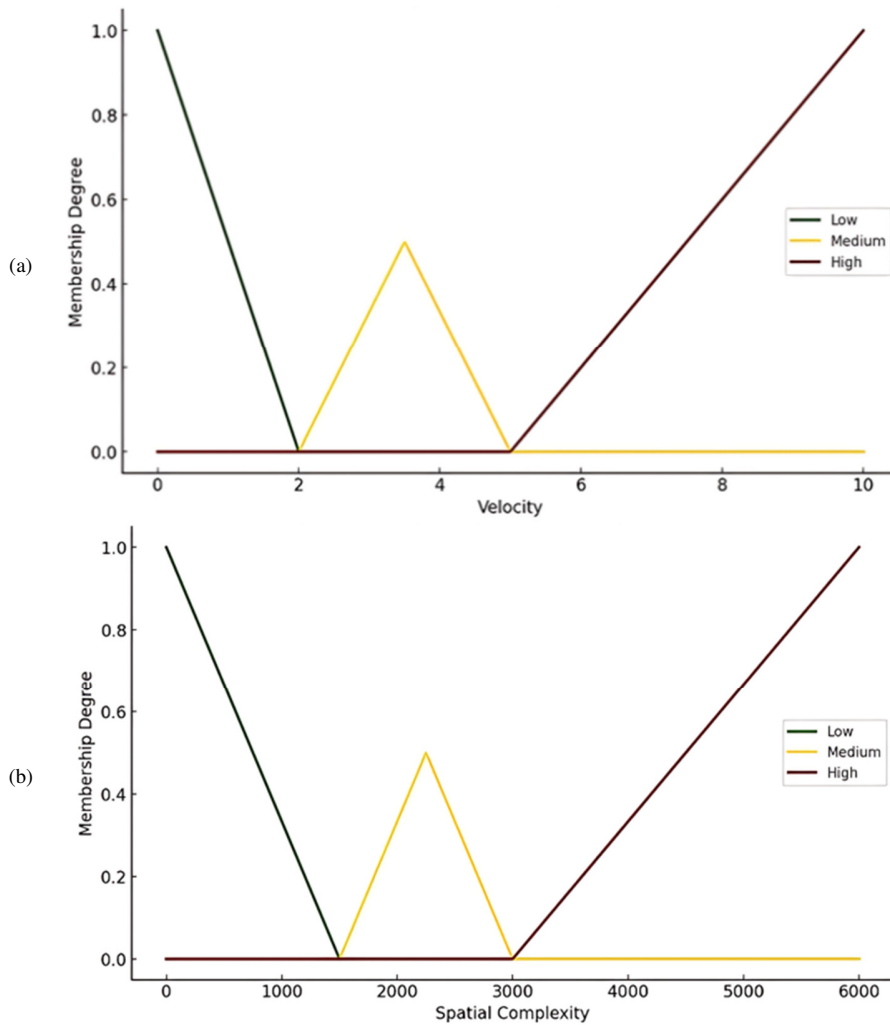 (a)
Membership Degree
1.0
0.8
0.6
0.4
0.2
0.0
0 2 4 6 8 10
Velocity
Low
Medium
High
(b)
Membership Degree
1.0
0.8
0.6
0.4
0.2
0.0
0 1000 2000 3000 4000 5000 6000
Spatial Complexity
Low
Medium
High